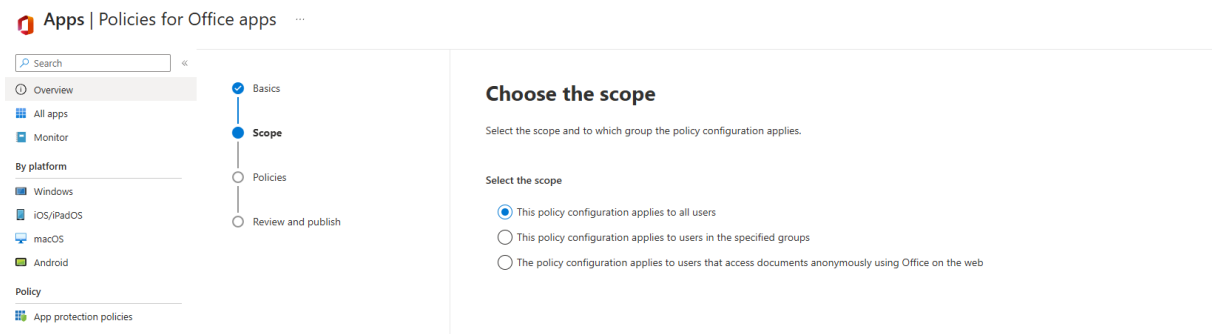 Apps | Policies for Office apps ...
Search «
Overview
All apps
Monitor
By platform
Windows
iOS/iPadOS
macOS
Android
Policy
App protection policies
Basics
Scope
Policies
Review and publish
Choose the scope
Select the scope and to which group the policy configuration applies.
Select the scope
This policy configuration applies to all users
This policy configuration applies to users in the specified groups
The policy configuration applies to users that access documents anonymously using Office on the web